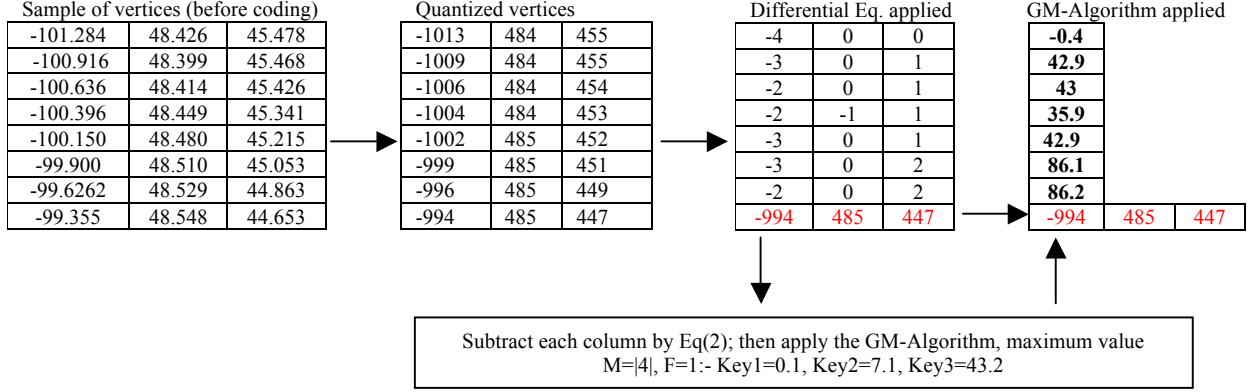 Sample of vertices (before coding) Quantized vertices Differential Eq. applied GM-Algorithm applied
-101.284 48.426 45.478 -1013 484 455 -4 0 0 -0.4
-100.916 48.399 45.468 -1009 484 455 -3 0 1 42.9
-100.636 48.414 45.426 -1006 484 454 -2 0 1 43
-100.396 48.449 45.341 -1004 484 453 -2 -1 1 35.9
-100.150 48.480 45.215 -1002 485 452 -3 0 1 42.9
-99.900 48.510 45.053 -999 485 451 -3 0 2 86.1
-99.6262 48.529 44.863 -996 485 449 -2 0 2 86.2
-99.355 48.548 44.653 -994 485 447 -994 485 447 -994 485 447
Subtract each column by Eq(2); then apply the GM-Algorithm, maximum value
M=|4|, F=1:- Key1=0.1, Key2=7.1, Key3=43.2